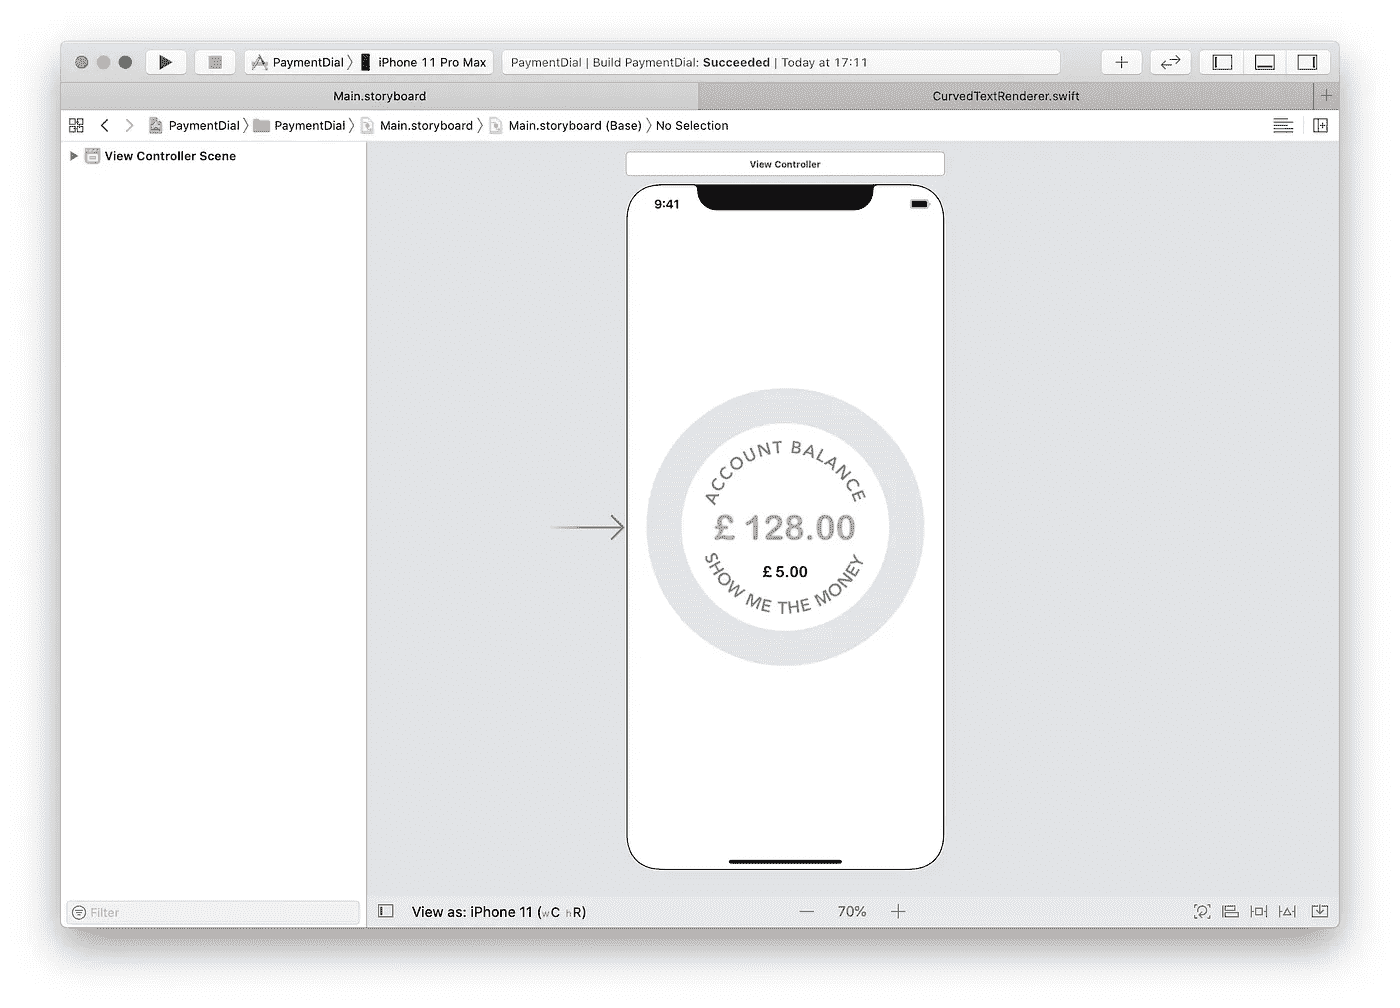 PaymentDial 〉 iPhone 11 Pro Max
PaymentDial | Build PaymentDial: Succeeded | Today at 17:11
Main.storyboard
CurvedTextRenderer.swift
PaymentDial 〉 PaymentDial 〉 Main.storyboard 〉 Main.storyboard (Base) 〉 No Selection
View Controller Scene
View Controller
9:41
ACCOUNT BALANCE
£ 128.00
£ 5.00
SHOW ME THE MONEY
Filter
View as: iPhone 11 (wC hR)
70%